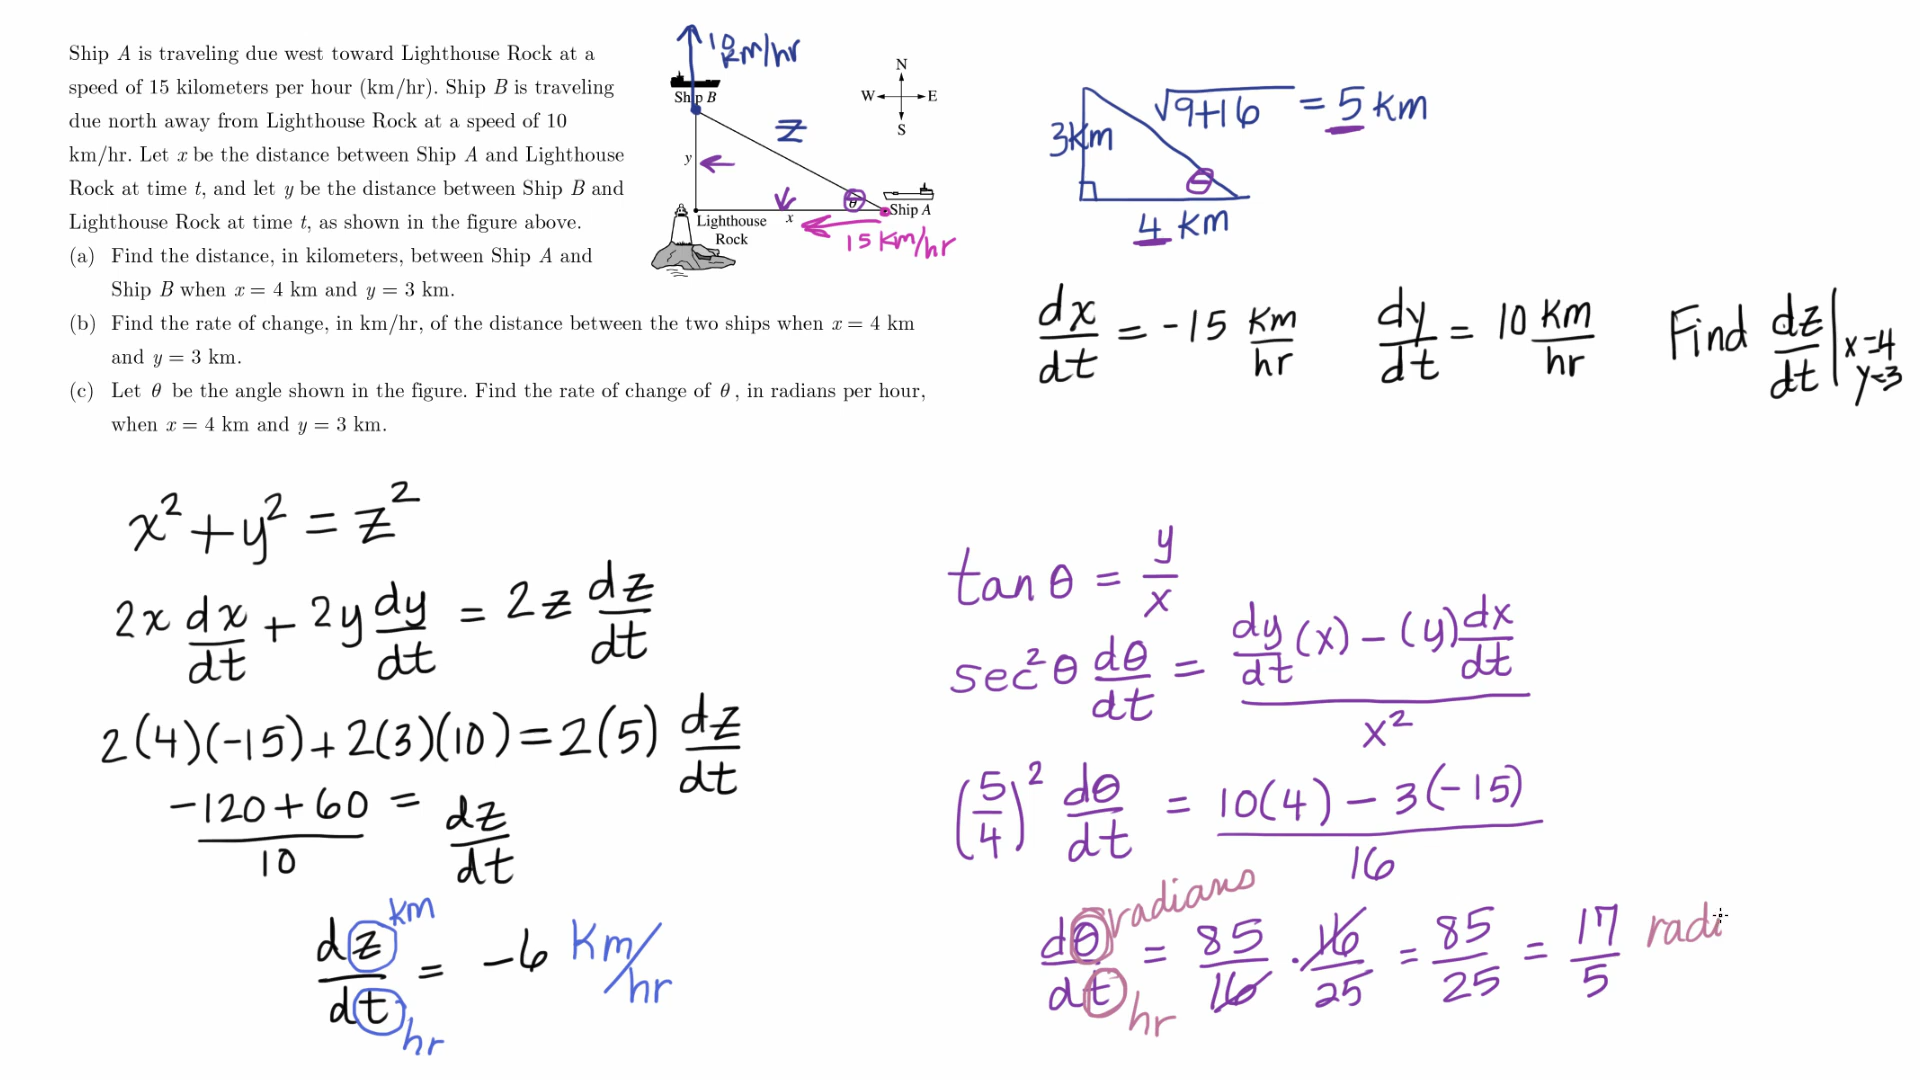 Ship A is traveling due west toward Lighthouse Rock at a
speed of 15 kilometers per hour (km/hr). Ship B is traveling
due north away from Lighthouse Rock at a speed of 10
km/hr. Let x be the distance between Ship A and Lighthouse
Rock at time t, and let y be the distance between Ship B and
Lighthouse Rock at time t, as shown in the figure above.
(a) Find the distance, in kilometers, between Ship A and
Ship B when x = 4 km and y = 3 km.
(b) Find the rate of change, in km/hr, of the distance between the two ships when x = 4 km
and y = 3 km.
(c) Let θ be the angle shown in the figure. Find the rate of change of θ, in radians per hour,
when x = 4 km and y = 3 km.
10 km/hr
Ship B
N
W E
S
z
y
θ
Ship A
Lighthouse
Rock
x
15 km/hr
√9+16 = 5 km
3km
θ
4 km
dx/dt = -15 km/hr dy/dt = 10 km/hr Find dz/dt | x=4 y=3
x² + y² = z²
2x dx/dt + 2y dy/dt = 2z dz/dt
2(4)(-15) + 2(3)(10) = 2(5) dz/dt
-120+60/10 = dz/dt
dz/dt = -6 km/hr
km
hr
tan θ = y/x
sec²θ dθ/dt = dy/dt (x) - (y) dx/dt / x²
(5/4)² dθ/dt = 10(4) - 3(-15) / 16
radians
dθ/dt = 85/16 · 16/25 = 85/25 = 17/5 radi
hr